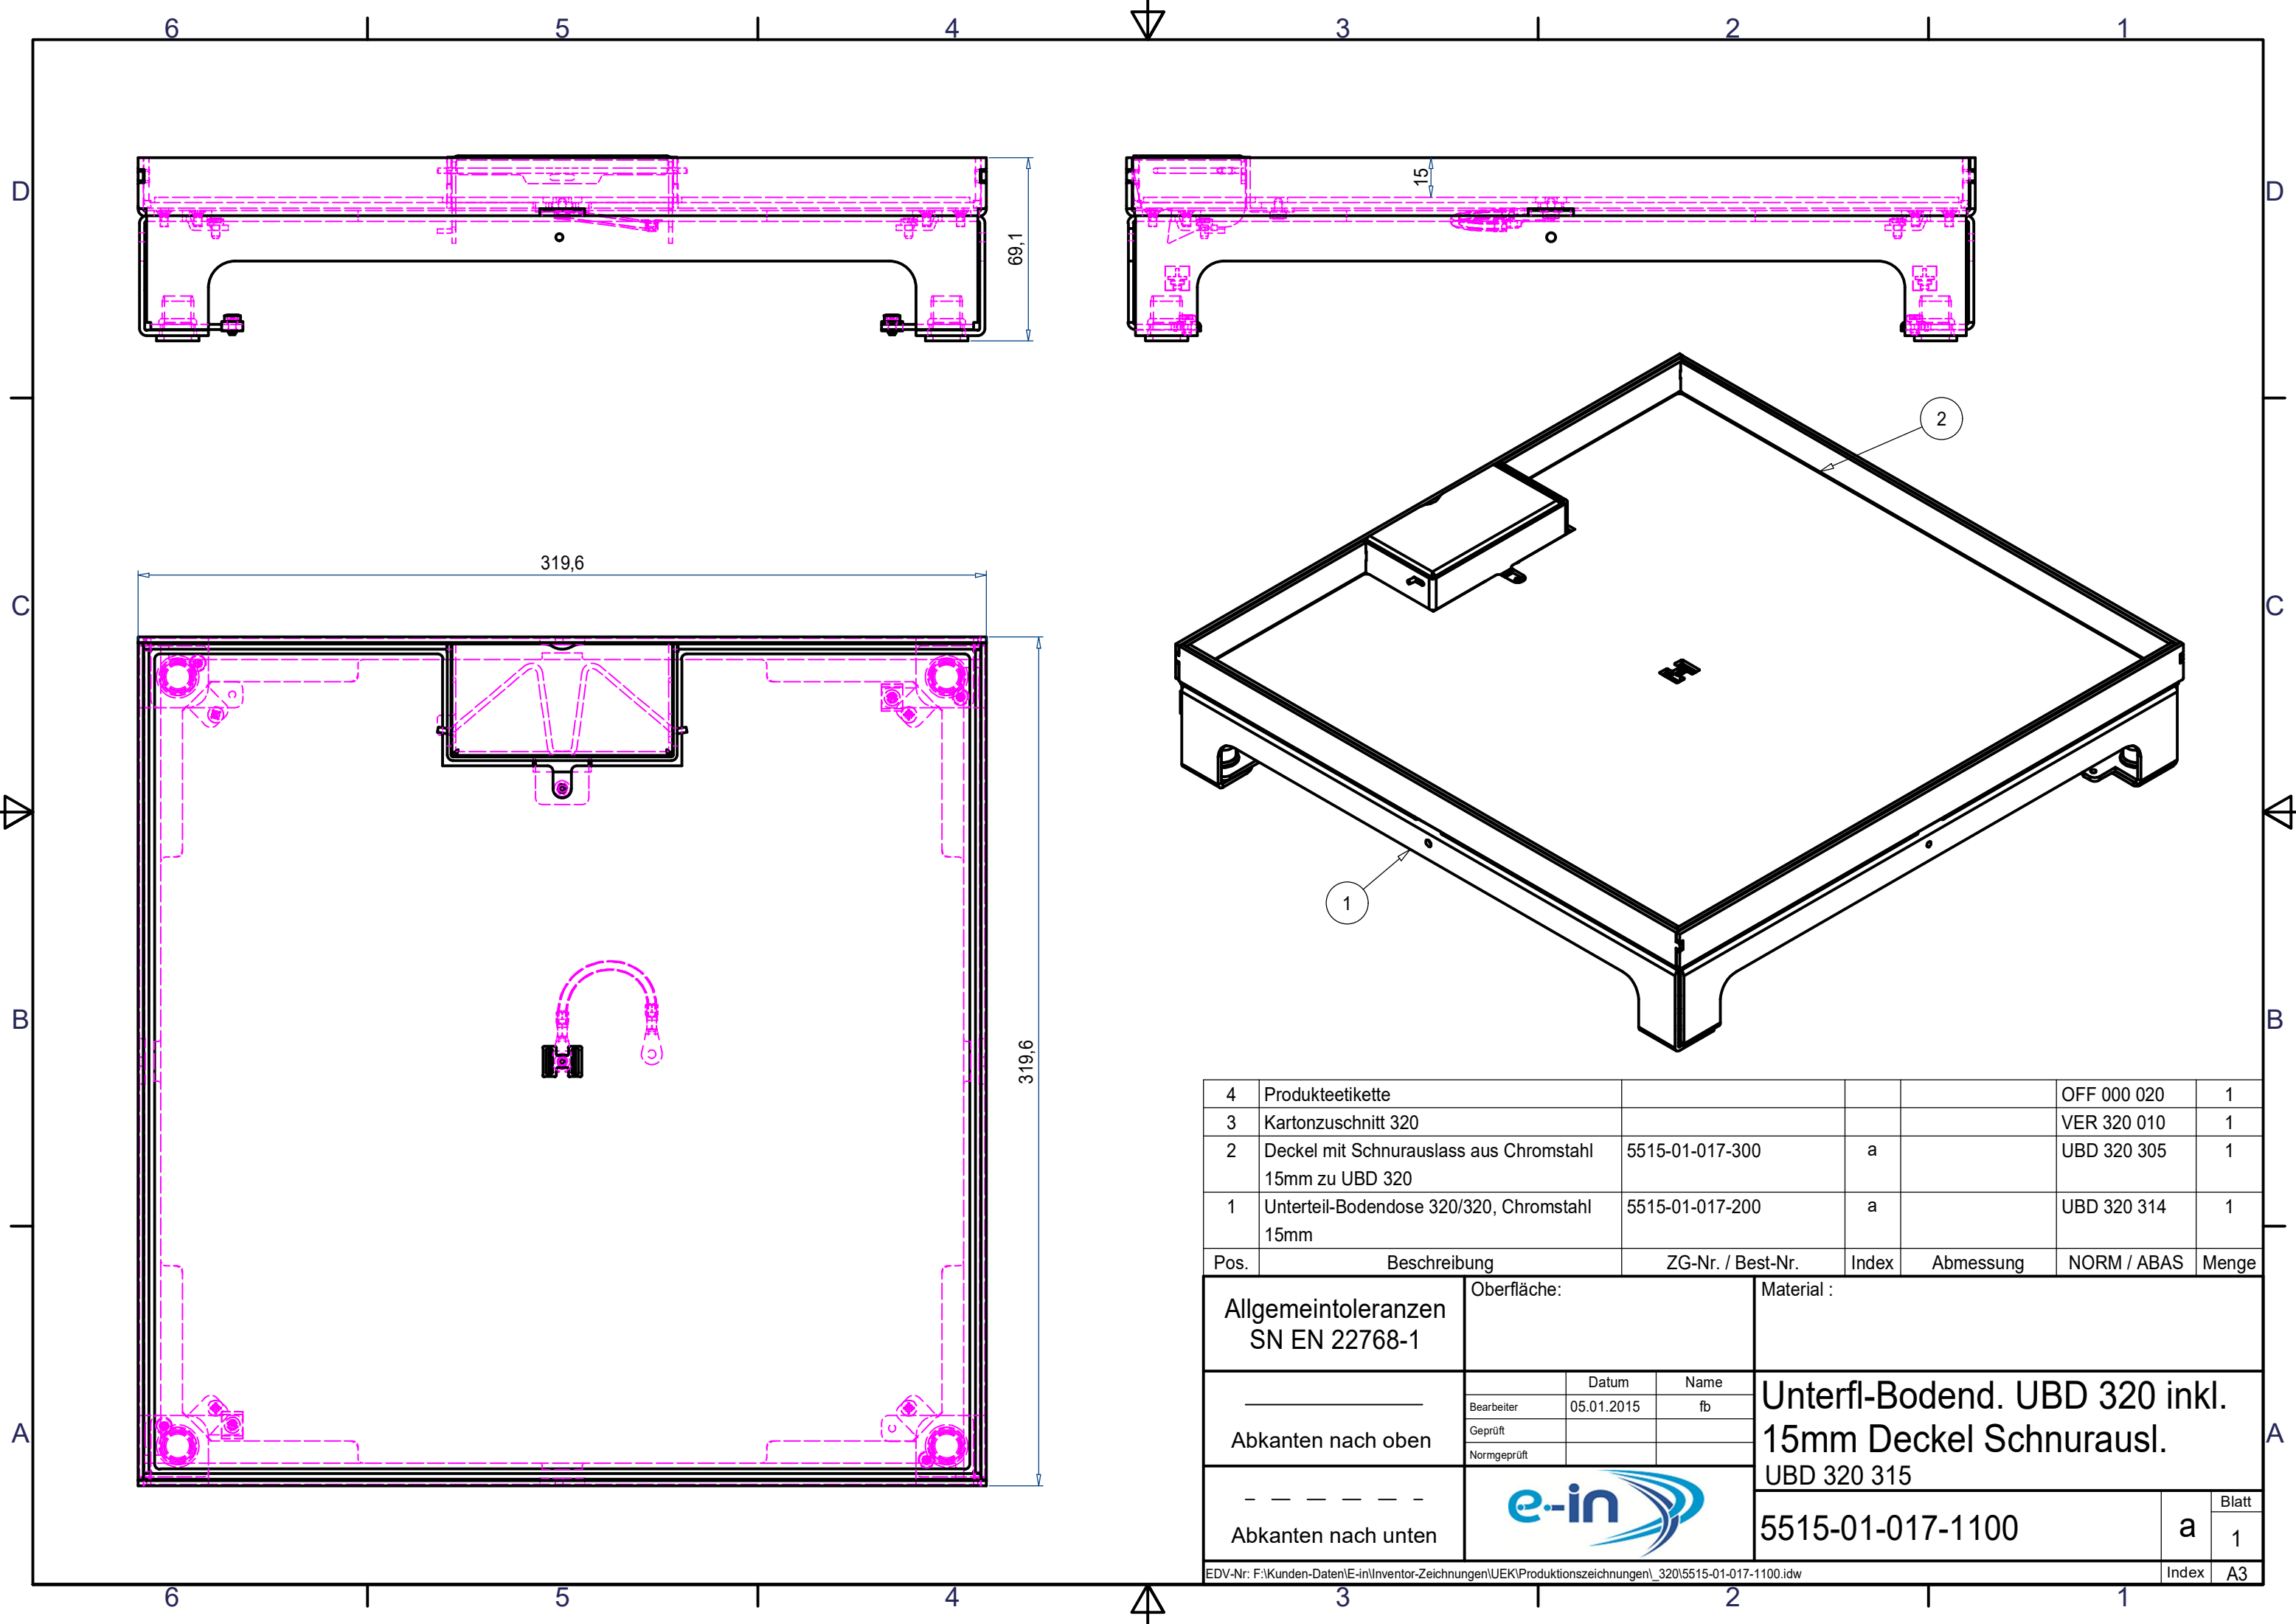 6 5 4 3 2 1
D D
69,1
15
2
C C
319,6
1
B B
319,6
4 Produkteetikette OFF 000 020 1
3 Kartonzuschnitt 320 VER 320 010 1
2 Deckel mit Schnurauslass aus Chromstahl 5515-01-017-300 a UBD 320 305 1
15mm zu UBD 320
1 Unterteil-Bodendose 320/320, Chromstahl 5515-01-017-200 a UBD 320 314 1
15mm
Pos. Beschreibung ZG-Nr. / Best-Nr. Index Abmessung NORM / ABAS Menge
Allgemeintoleranzen
SN EN 22768-1
Oberfläche:
Material :
Abkanten nach oben
Abkanten nach unten
Datum Name
Bearbeiter 05.01.2015 fb
Geprüft
Normgeprüft
e-in
Unterfl-Bodend. UBD 320 inkl.
15mm Deckel Schnurausl.
UBD 320 315
5515-01-017-1100
a
Blatt
1
A A
EDV-Nr: F:\Kunden-Daten\E-in\Inventor-Zeichnungen\UEK\Produktionszeichnungen\_320\5515-01-017-1100.idw
Index A3
6 5 4 3 2 1